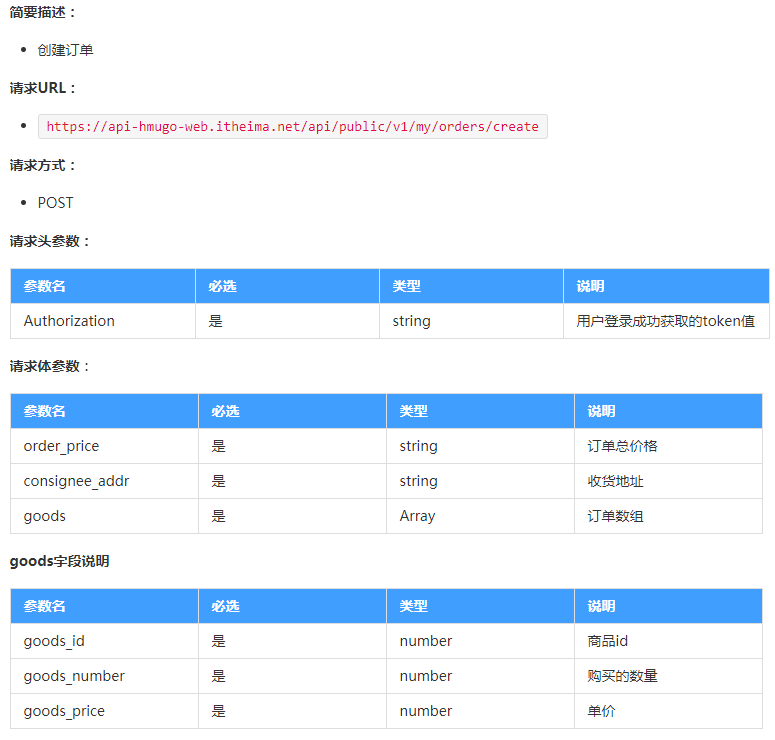 简要描述：
创建订单
请求URL：
https://api-hmugo-web.itheima.net/api/public/v1/my/orders/create
请求方式：
POST
请求头参数：
参数名 必选 类型 说明
Authorization 是 string 用户登录成功获取的token值
请求体参数：
参数名 必选 类型 说明
order_price 是 string 订单总价格
consignee_addr 是 string 收货地址
goods 是 Array 订单数组
goods字段说明
参数名 必选 类型 说明
goods_id 是 number 商品id
goods_number 是 number 购买的数量
goods_price 是 number 单价